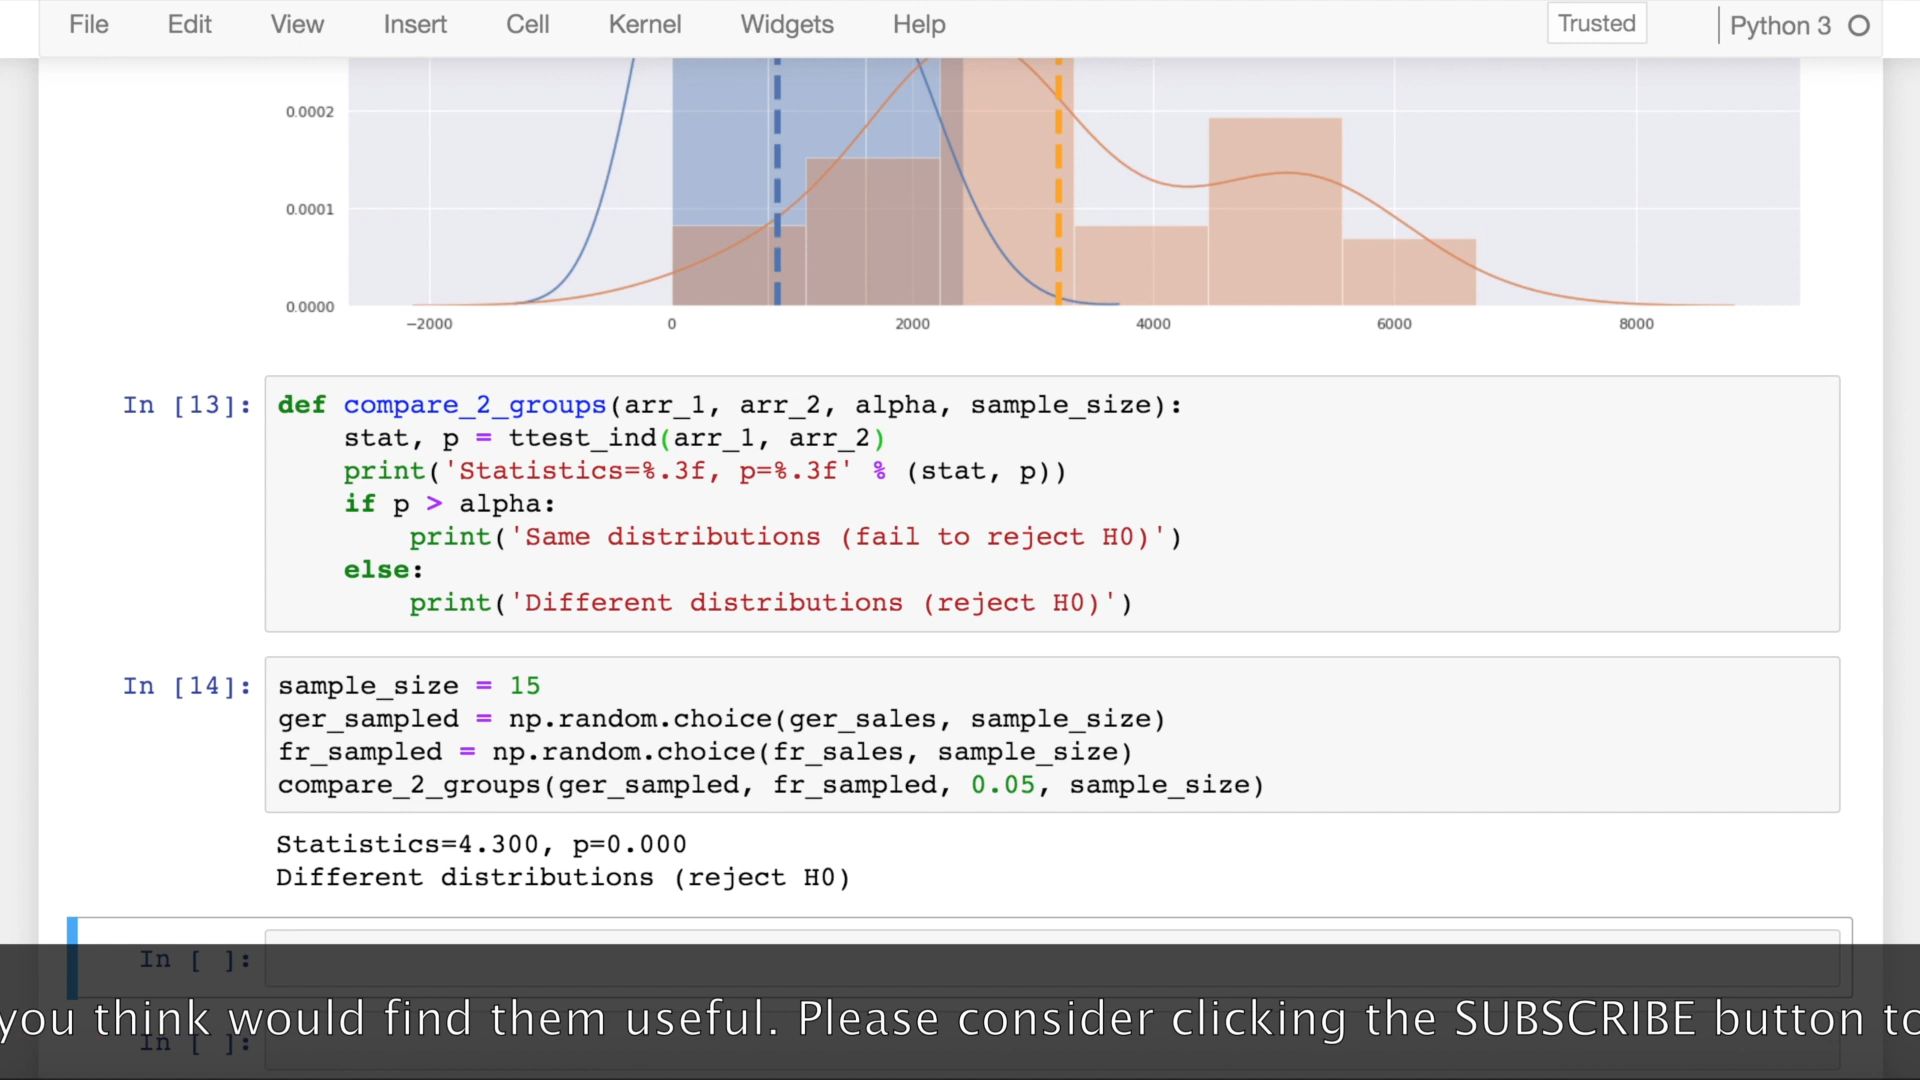 File Edit View Insert Cell Kernel Widgets Help Trusted Python 3
0.0002
0.0001
0.0000
−2000 0 2000 4000 6000 8000
In [13]: def compare_2_groups(arr_1, arr_2, alpha, sample_size):
stat, p = ttest_ind(arr_1, arr_2)
print('Statistics=%.3f, p=%.3f' % (stat, p))
if p > alpha:
print('Same distributions (fail to reject H0)')
else:
print('Different distributions (reject H0)')
In [14]: sample_size = 15
ger_sampled = np.random.choice(ger_sales, sample_size)
fr_sampled = np.random.choice(fr_sales, sample_size)
compare_2_groups(ger_sampled, fr_sampled, 0.05, sample_size)
Statistics=4.300, p=0.000
Different distributions (reject H0)
In [ ]:
you think would find them useful. Please consider clicking the SUBSCRIBE button to
In [ ]: